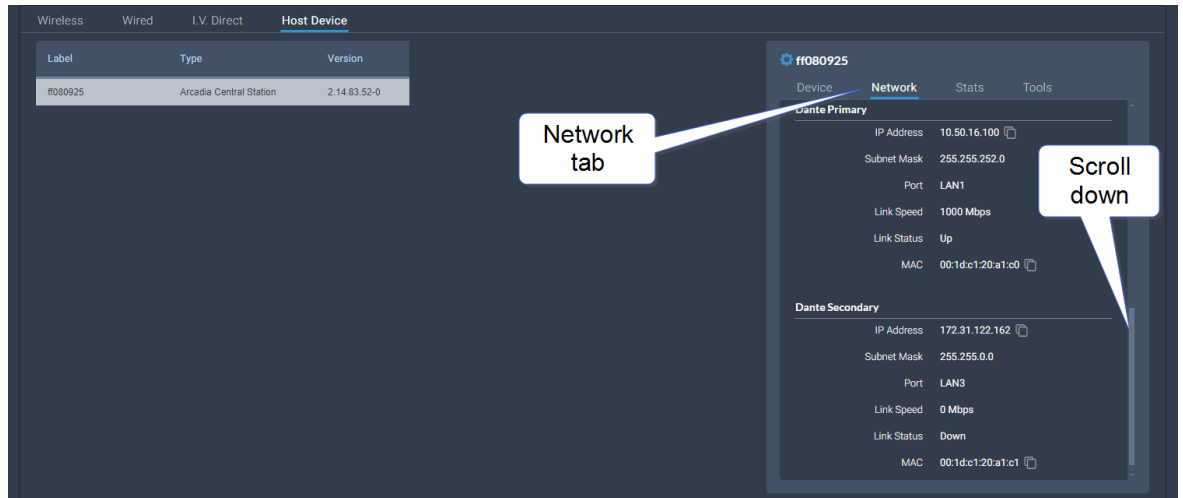 Wireless Wired I.V. Direct Host Device
Label Type Version
ff080925 Arcadia Central Station 2.14.83.52-0
ff080925
Device Network Stats Tools
Network
tab
Scroll
down
Dante Primary
IP Address 10.50.16.100
Subnet Mask 255.255.252.0
Port LAN1
Link Speed 1000 Mbps
Link Status Up
MAC 00:1d:c1:20:a1:c0
Dante Secondary
IP Address 172.31.122.162
Subnet Mask 255.255.0.0
Port LAN3
Link Speed 0 Mbps
Link Status Down
MAC 00:1d:c1:20:a1:c1